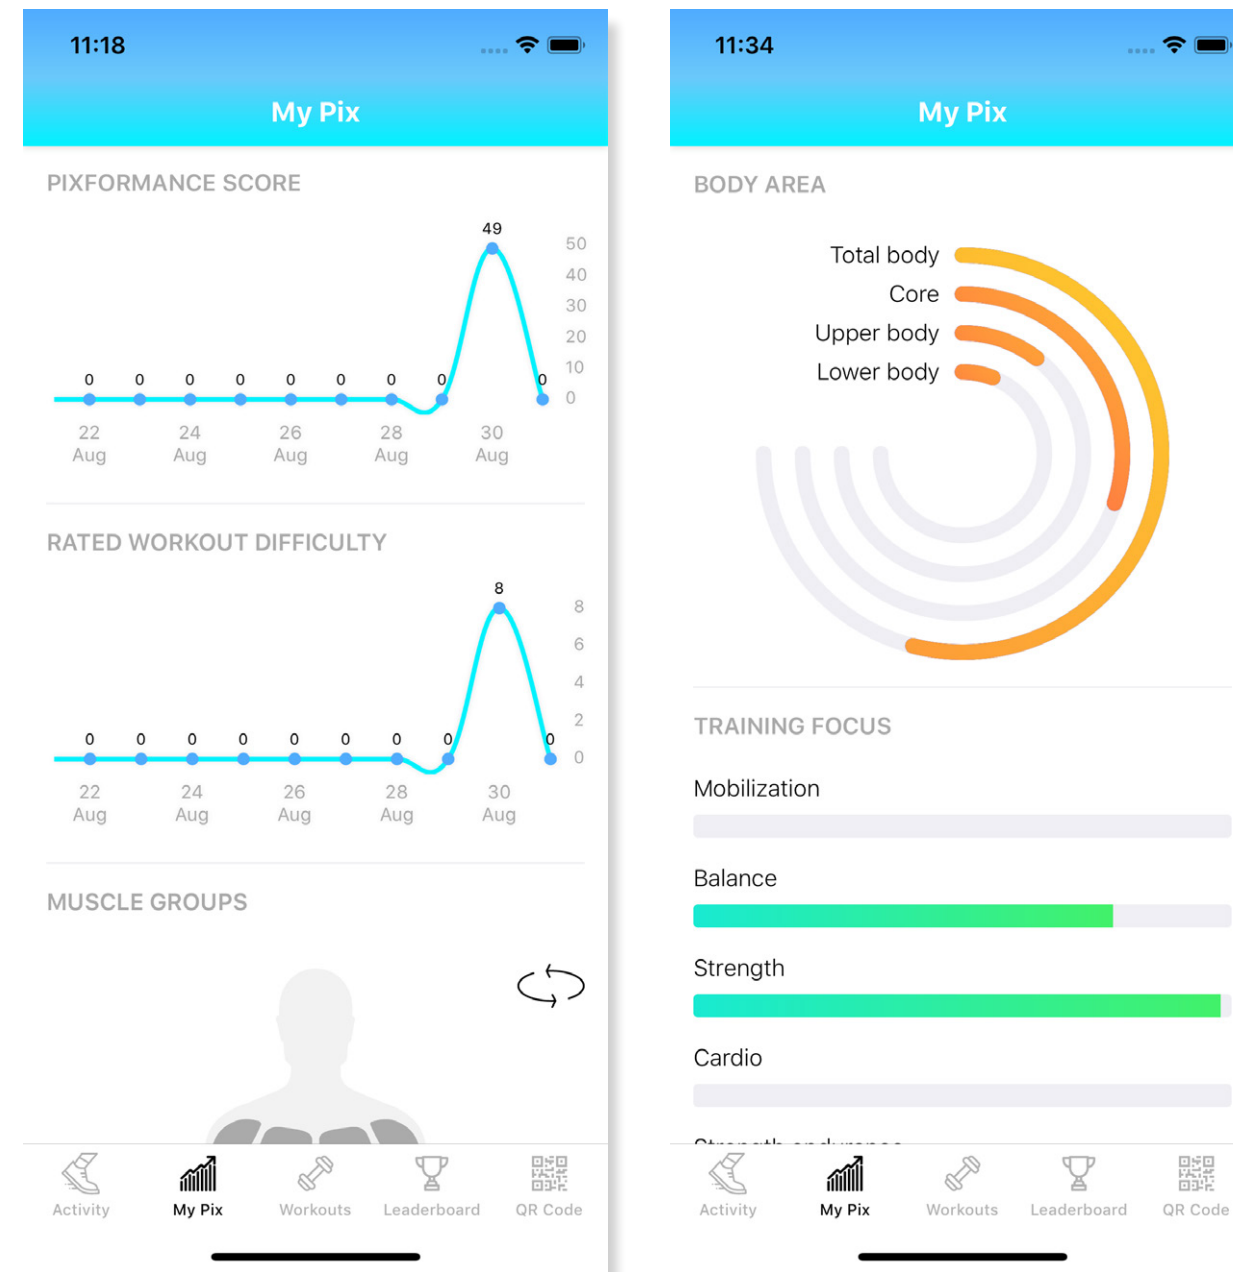 11:18
My Pix
PIXFORMANCE SCORE
49
50
40
30
20
10
0
0 0 0 0 0 0 0 0 0
22 24 26 28 30
Aug Aug Aug Aug Aug
RATED WORKOUT DIFFICULTY
8
8
6
4
2
0
0 0 0 0 0 0 0 0 0
22 24 26 28 30
Aug Aug Aug Aug Aug
MUSCLE GROUPS
Activity My Pix Workouts Leaderboard QR Code
11:34
My Pix
BODY AREA
Total body
Core
Upper body
Lower body
TRAINING FOCUS
Mobilization
Balance
Strength
Cardio
Strength endurance
Activity My Pix Workouts Leaderboard QR Code